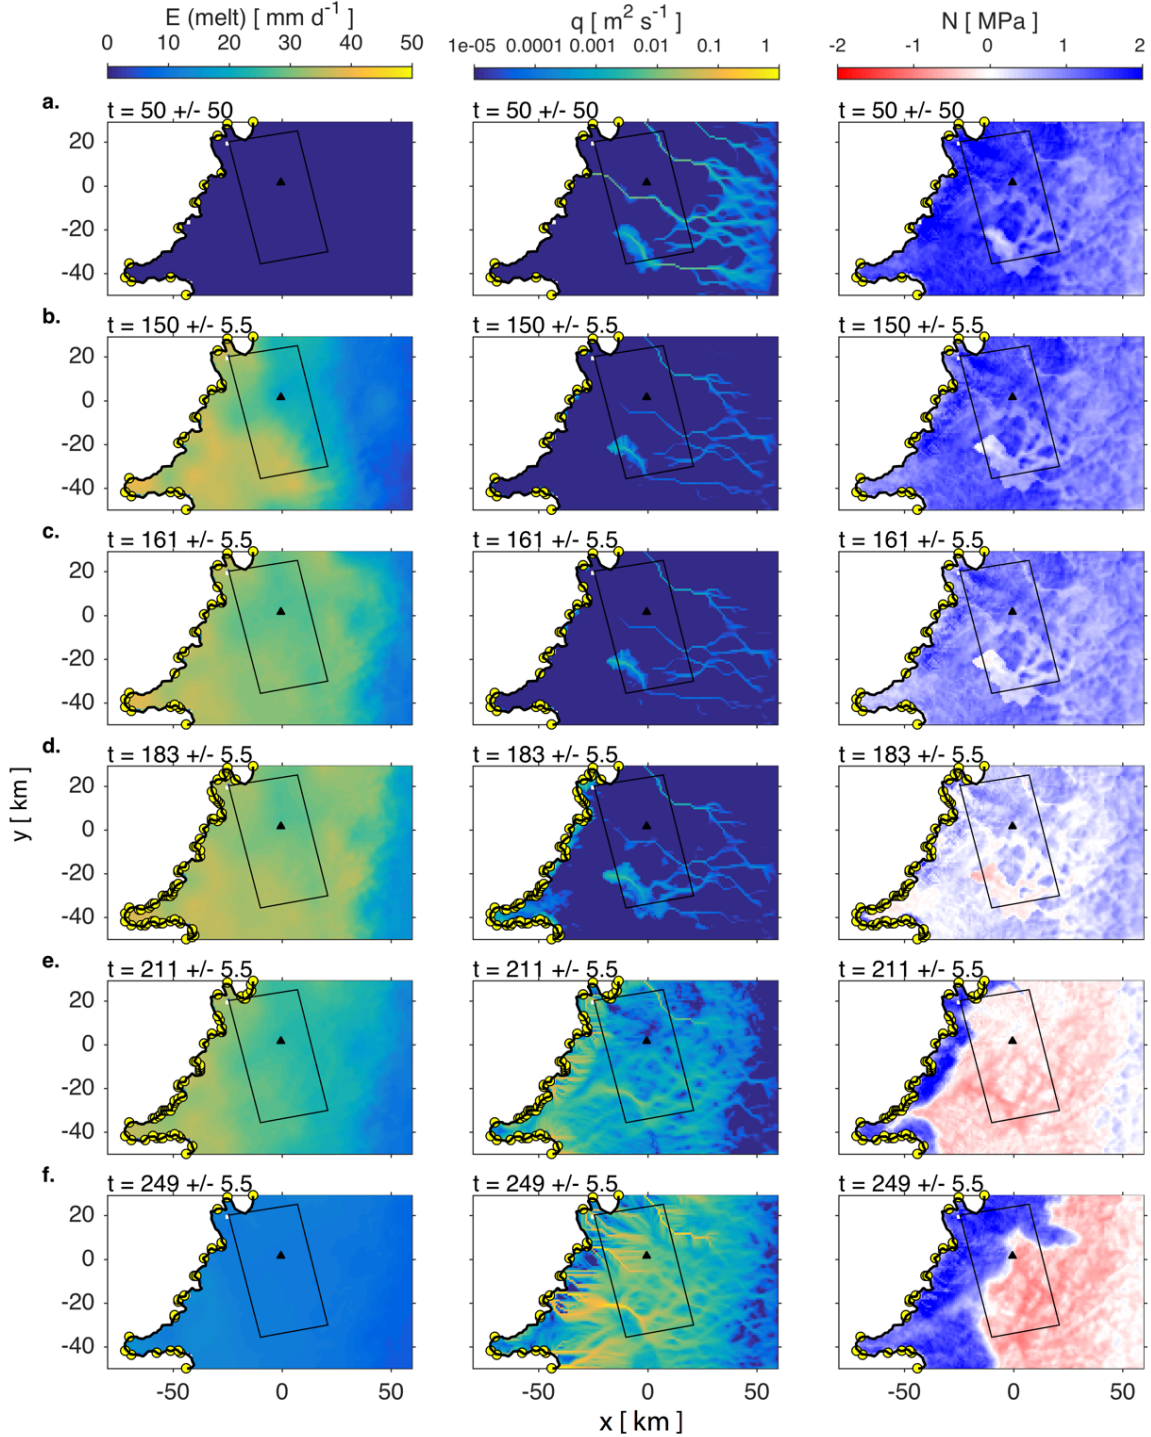 E (melt) [ mm d⁻¹ ] q [ m² s⁻¹ ] N [ MPa ]
0 10 20 30 40 50 1e-05 0.0001 0.001 0.01 0.1 1 -2 -1 0 1 2
a.
t = 50 +/- 50 t = 50 +/- 50 t = 50 +/- 50
20
0
-20
-40
b.
t = 150 +/- 5.5 t = 150 +/- 5.5 t = 150 +/- 5.5
20
0
-20
-40
c.
t = 161 +/- 5.5 t = 161 +/- 5.5 t = 161 +/- 5.5
20
0
-20
-40
d.
t = 183 +/- 5.5 t = 183 +/- 5.5 t = 183 +/- 5.5
20
0
-20
-40
y [ km ]
e.
t = 211 +/- 5.5 t = 211 +/- 5.5 t = 211 +/- 5.5
20
0
-20
-40
f.
t = 249 +/- 5.5 t = 249 +/- 5.5 t = 249 +/- 5.5
20
0
-20
-40
-50 0 50 -50 0 50 -50 0 50
x [ km ]